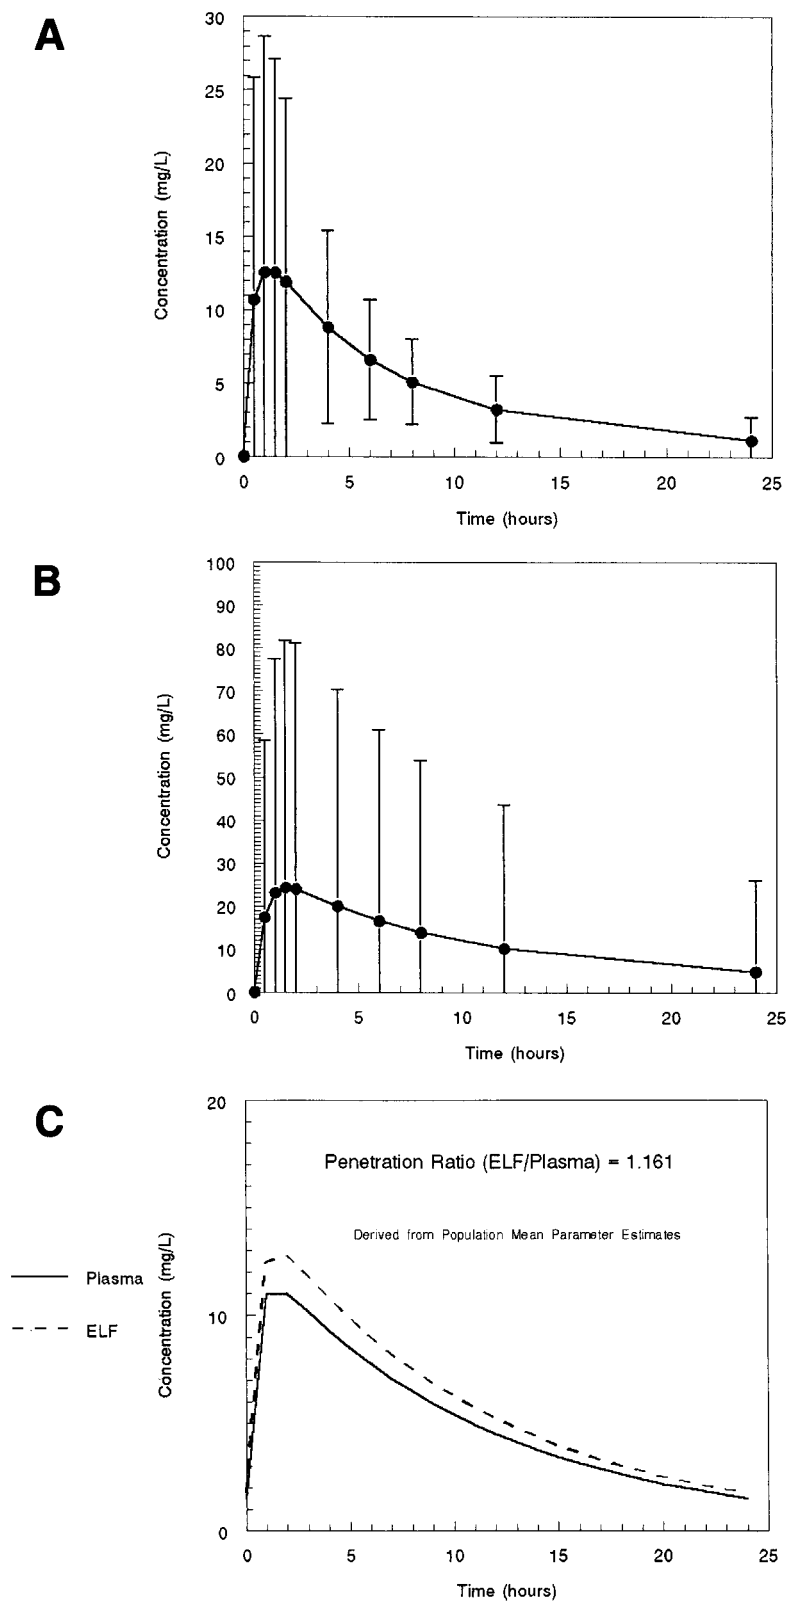 A
30
25
20
15
10
5
0
Concentration (mg/L)
0 5 10 15 20 25
Time (hours)
B
100
90
80
70
60
50
40
30
20
10
0
Concentration (mg/L)
0 5 10 15 20 25
Time (hours)
C
20
10
0
Concentration (mg/L)
Penetration Ratio (ELF/Plasma) = 1.161
Derived from Population Mean Parameter Estimates
Plasma
ELF
0 5 10 15 20 25
Time (hours)